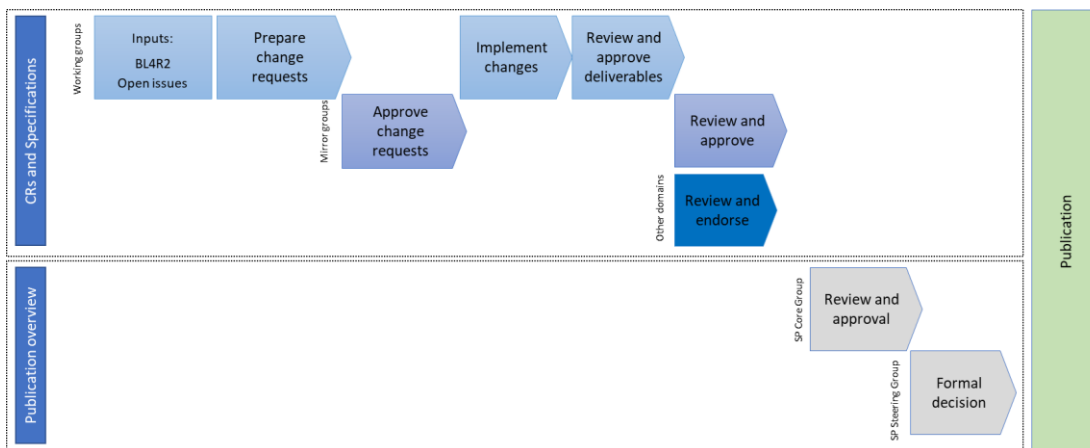 CRs and Specifications
Working groups
Inputs:
BL4R2
Open issues
Prepare
change
requests
Mirror groups
Approve
change
requests
Implement
changes
Review and
approve
deliverables
Review and
approve
Other domains
Review and
endorse
Publication overview
SP Core Group
Review and
approval
SP Steering Group
Formal
decision
Publication